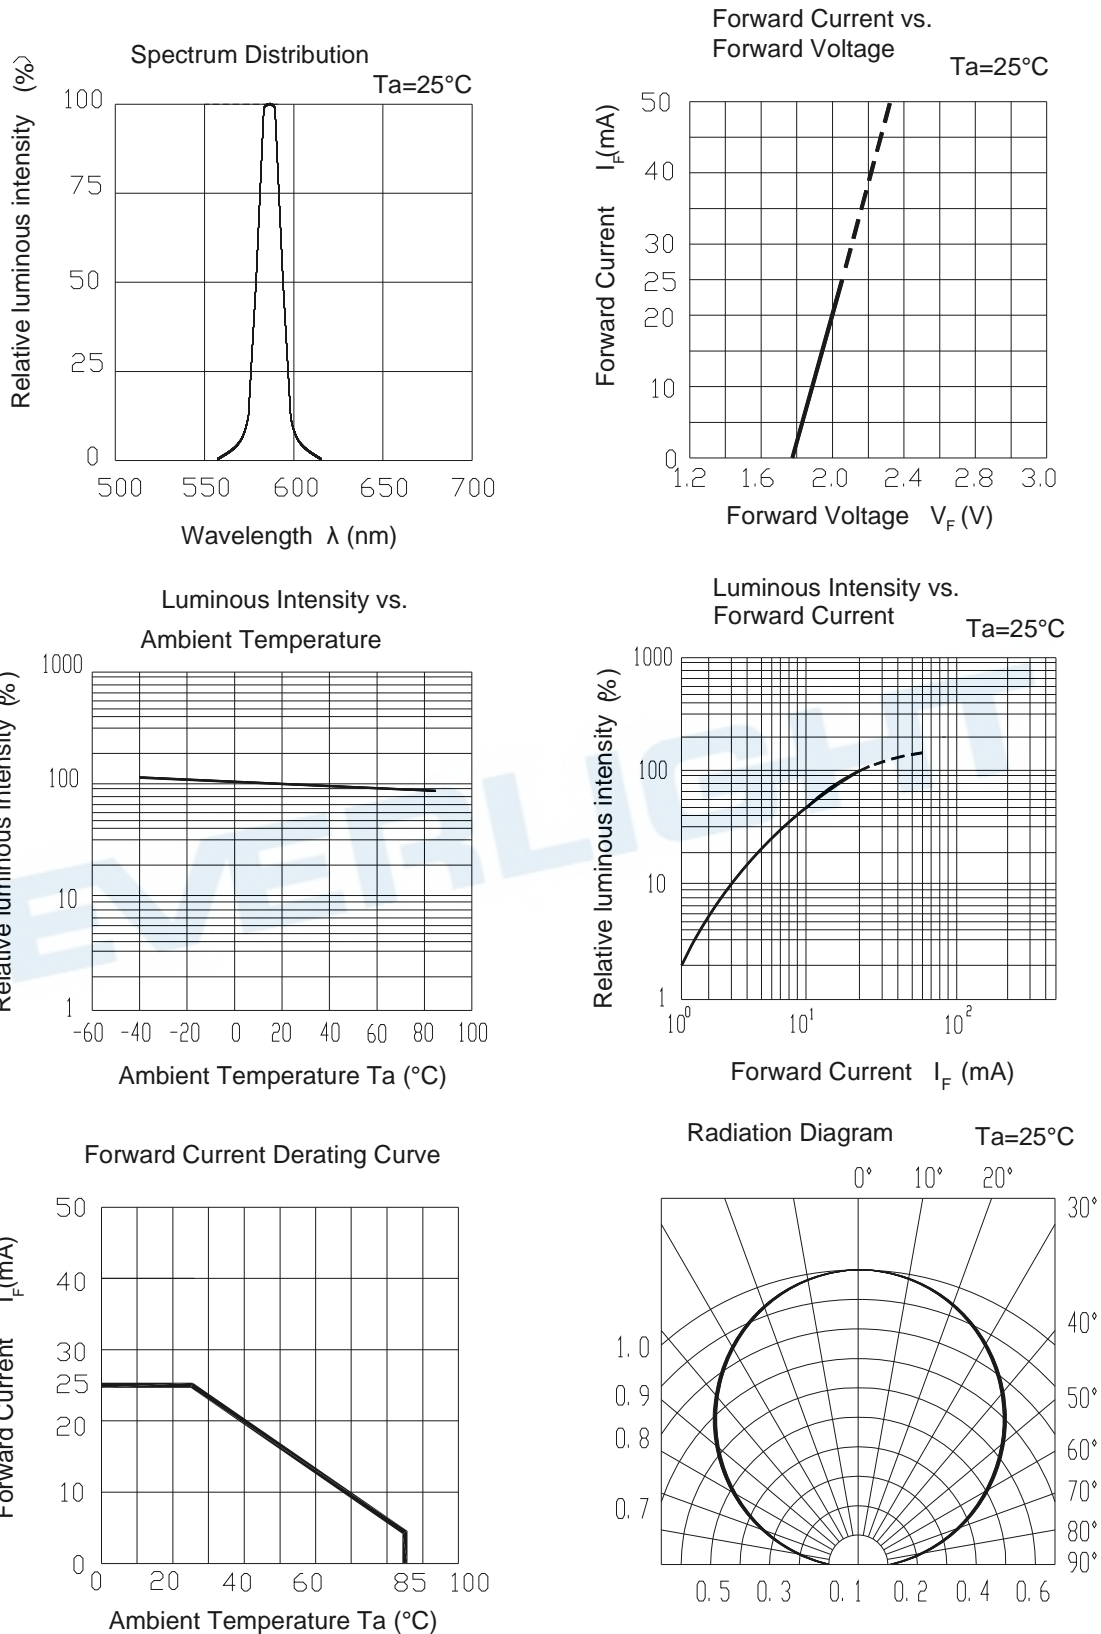 Spectrum Distribution
Ta=25°C
Relative luminous intensity (%)
100
75
50
25
0
500 550 600 650 700
Wavelength λ (nm)
Forward Current vs.
Forward Voltage
Ta=25°C
Forward Current IF(mA)
50
40
30
25
20
10
0
1.2 1.6 2.0 2.4 2.8 3.0
Forward Voltage VF (V)
Luminous Intensity vs.
Ambient Temperature
Relative luminous intensity (%)
1000
100
10
1
-60 -40 -20 0 20 40 60 80 100
Ambient Temperature Ta (°C)
Luminous Intensity vs.
Forward Current
Ta=25°C
Relative luminous intensity (%)
1000
100
10
1
10⁰ 10¹ 10²
Forward Current IF (mA)
EVERLIGHT
Forward Current Derating Curve
Forward Current IF(mA)
50
40
30
25
20
10
0
0 20 40 60 85 100
Ambient Temperature Ta (°C)
Radiation Diagram
Ta=25°C
0° 10° 20°
30°
40°
50°
60°
70°
80°
90°
1.0
0.9
0.8
0.7
0.5 0.3 0.1 0.2 0.4 0.6